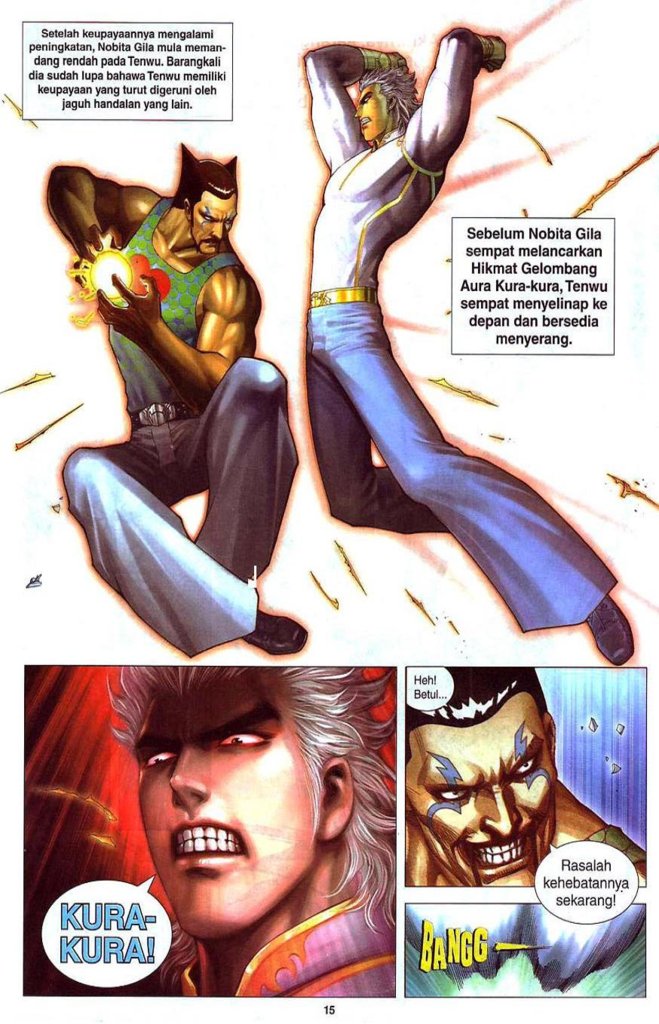 Setelah keupayaannya mengalami
peningkatan, Nobita Gila mula meman-
dang rendah pada Tenwu. Barangkali
dia sudah lupa bahawa Tenwu memiliki
keupayaan yang turut digeruni oleh
jaguh handalan yang lain.
Sebelum Nobita Gila
sempat melancarkan
Hikmat Gelombang
Aura Kura-kura, Tenwu
sempat menyelinap ke
depan dan bersedia
menyerang.
KURA-
KURA!
Heh!
Betul...
Rasalah
kehebatannya
sekarang!
BANGG
15